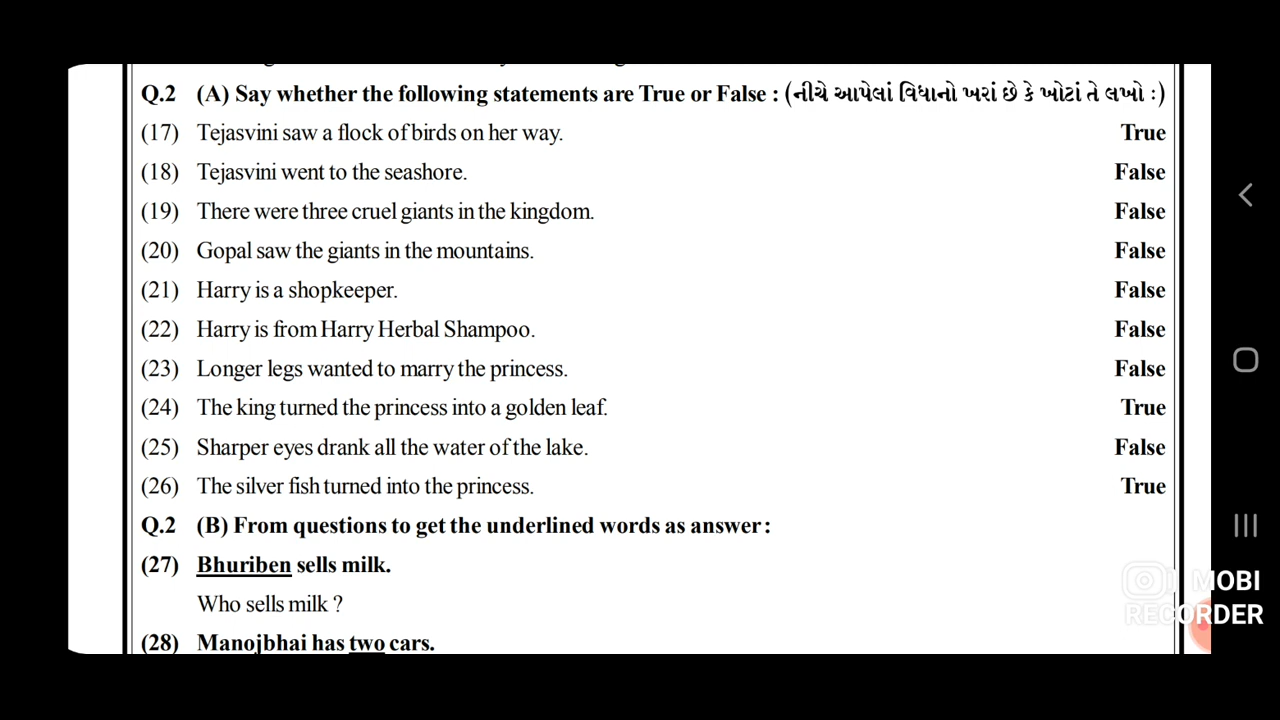 Q.2 (A) Say whether the following statements are True or False : (નીચે આપેલાં વિધાનો ખરાં છે કે ખોટાં તે લખો :)
(17) Tejasvini saw a flock of birds on her way. True
(18) Tejasvini went to the seashore. False
(19) There were three cruel giants in the kingdom. False
(20) Gopal saw the giants in the mountains. False
(21) Harry is a shopkeeper. False
(22) Harry is from Harry Herbal Shampoo. False
(23) Longer legs wanted to marry the princess. False
(24) The king turned the princess into a golden leaf. True
(25) Sharper eyes drank all the water of the lake. False
(26) The silver fish turned into the princess. True
Q.2 (B) From questions to get the underlined words as answer :
(27) Bhuriben sells milk.
Who sells milk ?
(28) Manojbhai has two cars.
MOBI
RECORDER